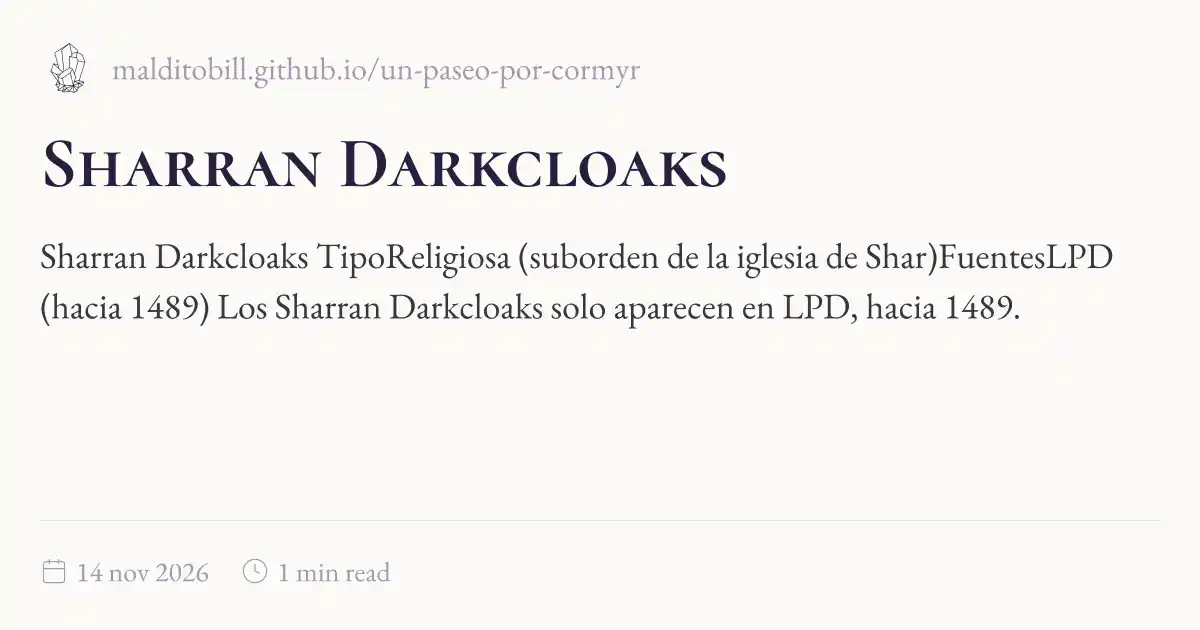 malditobill.github.io/un-paseo-por-cormyr
Sharran Darkcloaks
Sharran Darkcloaks TipoReligiosa (suborden de la iglesia de Shar)FuentesLPD
(hacia 1489) Los Sharran Darkcloaks solo aparecen en LPD, hacia 1489.
14 nov 2026 1 min read